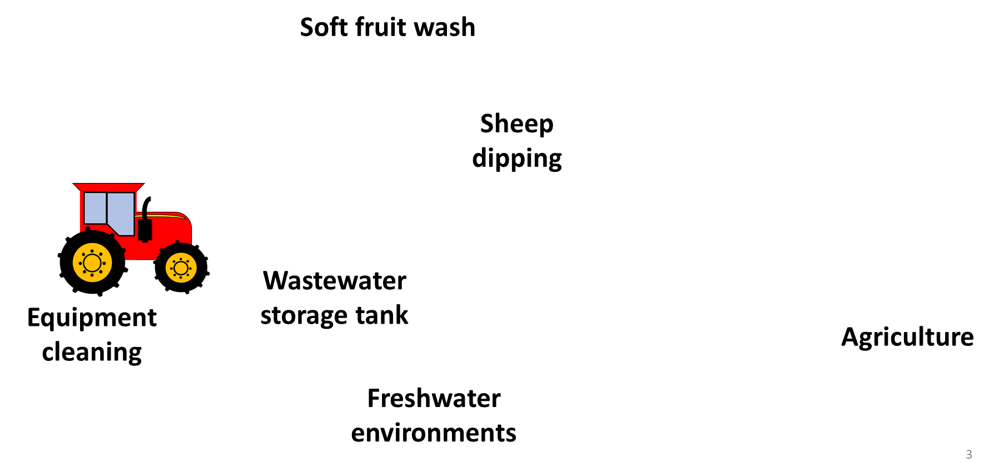 Soft fruit wash
Sheep
dipping
Wastewater
storage tank
Equipment
cleaning
Agriculture
Freshwater
environments
3